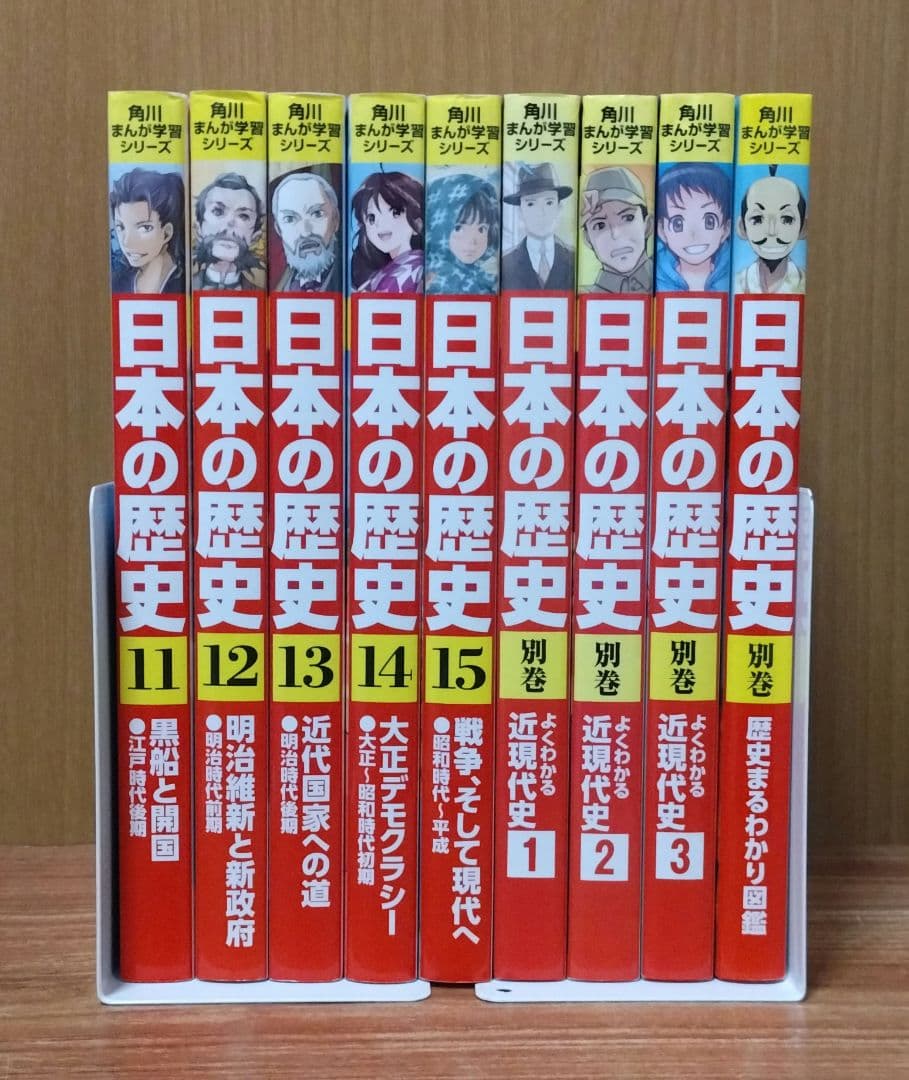 角川
まんが学習
シリーズ
日本の歴史
11
黒船と開国
●江戸時代後期
角川
まんが学習
シリーズ
日本の歴史
12
明治維新と新政府
●明治時代前期
角川
まんが学習
シリーズ
日本の歴史
13
近代国家への道
●明治時代後期
角川
まんが学習
シリーズ
日本の歴史
14
大正デモクラシー
●大正～昭和時代初期
角川
まんが学習
シリーズ
日本の歴史
15
戦争、そして現代へ
●昭和時代～平成
角川
まんが学習
シリーズ
日本の歴史
別巻
よくわかる
近現代史
1
角川
まんが学習
シリーズ
日本の歴史
別巻
よくわかる
近現代史
2
角川
まんが学習
シリーズ
日本の歴史
別巻
よくわかる
近現代史
3
角川
まんが学習
シリーズ
日本の歴史
別巻
歴史まるわかり図鑑